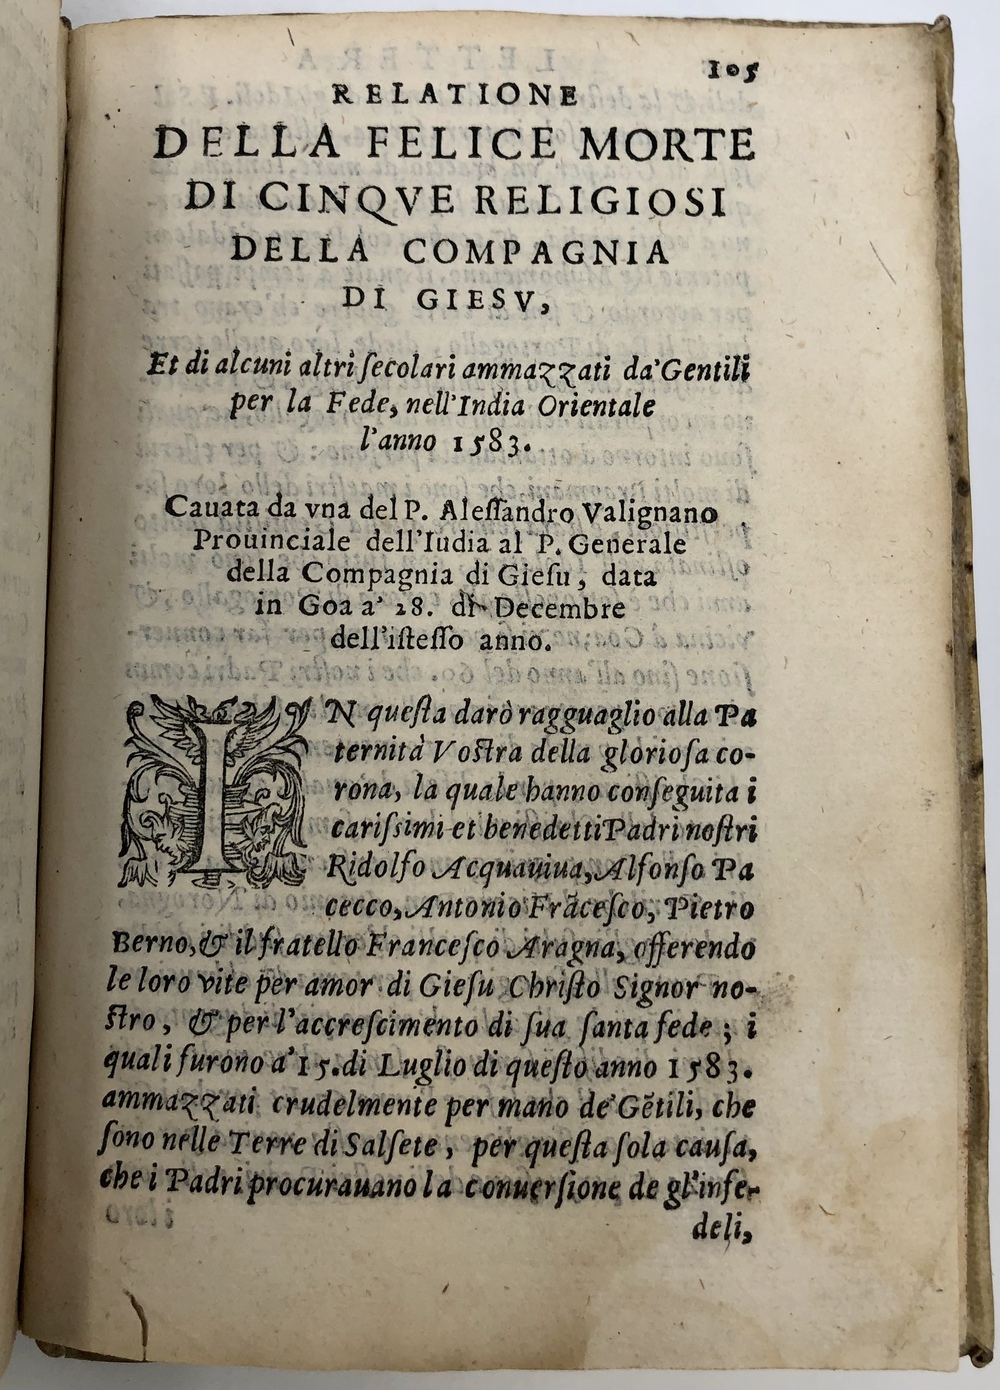 105
RELATIONE
DELLA FELICE MORTE
DI CINQVE RELIGIOSI
DELLA COMPAGNIA
DI GIESV,
Et di alcuni altri ſecolari ammazzati da'Gentili
per la Fede, nell'India Orientale
l'anno 1583.
Cauata da vna del P. Aleſſandro Valignano
Prouinciale dell'Iudia al P. Generale
della Compagnia di Gieſu, data
in Goa a' 28. di Decembre
dell'iſteſſo anno.
IN queſta darò ragguaglio alla Pa
ternità Voſtra della glorioſa co-
rona, la quale hanno conſeguita i
cariſsimi et benedetti Padri noſtri
Ridolfo Acquauiua, Alfonſo Pa
cecco, Antonio Frãceſco, Pietro
Berno, & il fratello Franceſco Aragna, offerendo
le loro vite per amor di Gieſu Chriſto Signor no-
ſtro, & per l'accreſcimento di ſua ſanta fede ; i
quali furono a' 15. di Luglio di queſto anno 1583.
ammazzati crudelmente per mano de' Gẽtili, che
ſono nelle Terre di Salſete, per queſta ſola cauſa,
che i Padri procurauano la conuerſione de gl'infe-
deli,